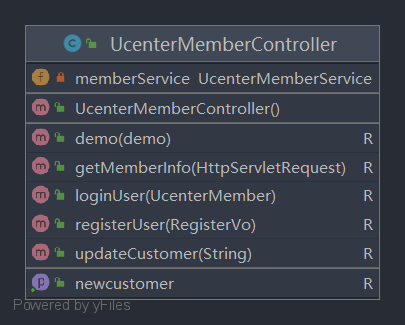 UcenterMemberController
memberService UcenterMemberService
UcenterMemberController()
demo(demo) R
getMemberInfo(HttpServletRequest) R
loginUser(UcenterMember) R
registerUser(RegisterVo) R
updateCustomer(String) R
newcustomer R
Powered by yFiles